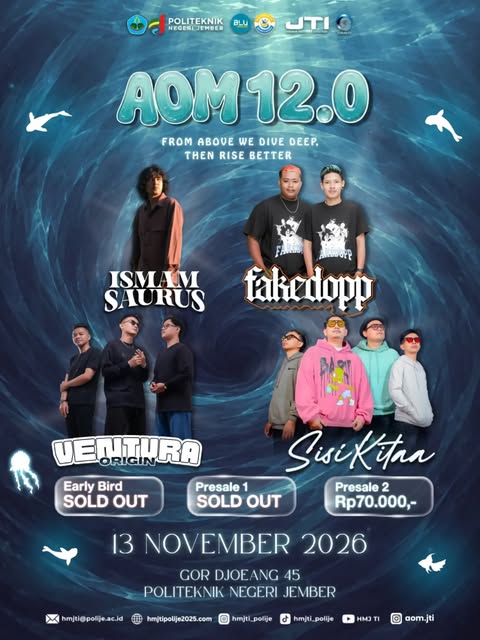 POLITEKNIK
NEGERI JEMBER
BLU
JTI
AOM 12.0
FROM ABOVE WE DIVE DEEP,
THEN RISE BETTER
ISMAM
SAURUS
fakedopp
VENTURA
ORIGIN
SisiKitaa
Early Bird
SOLD OUT
Presale 1
SOLD OUT
Presale 2
Rp70.000,-
13 NOVEMBER 2026
GOR DJOEANG 45
POLITEKNIK NEGERI JEMBER
hmjti@polije.ac.id
hmjtipolije2025.com
hmjti_polije
hmjti_polije
HMJ TI
aom.jti